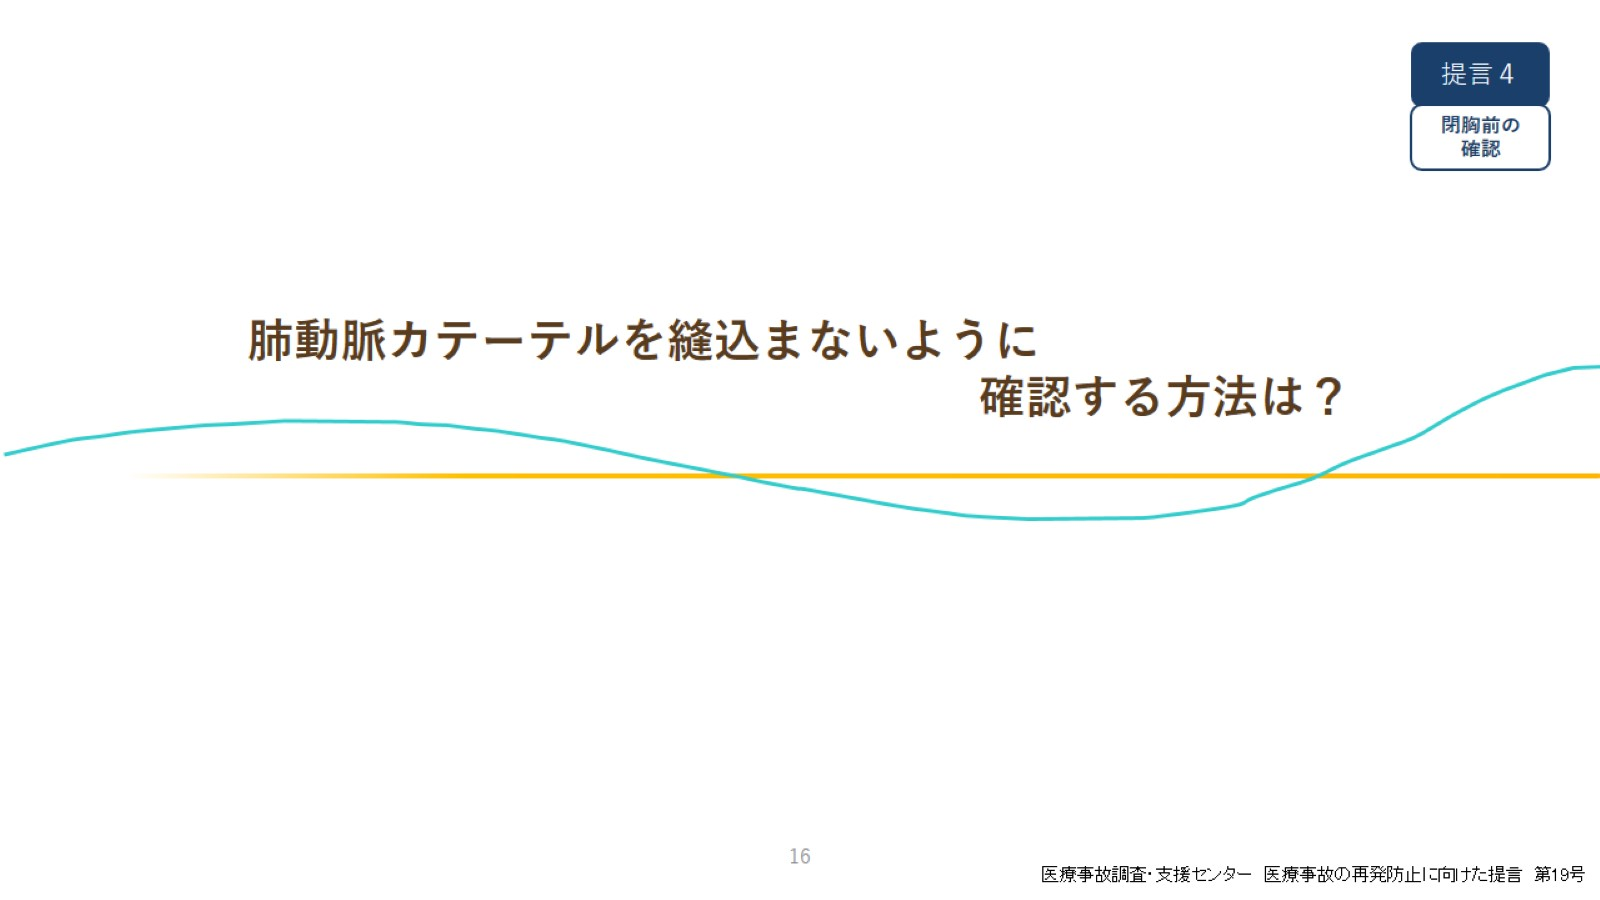 提言4
閉胸前の
確認
肺動脈カテーテルを縫込まないように
確認する方法は？
16
医療事故調査・支援センター　医療事故の再発防止に向けた提言　第19号